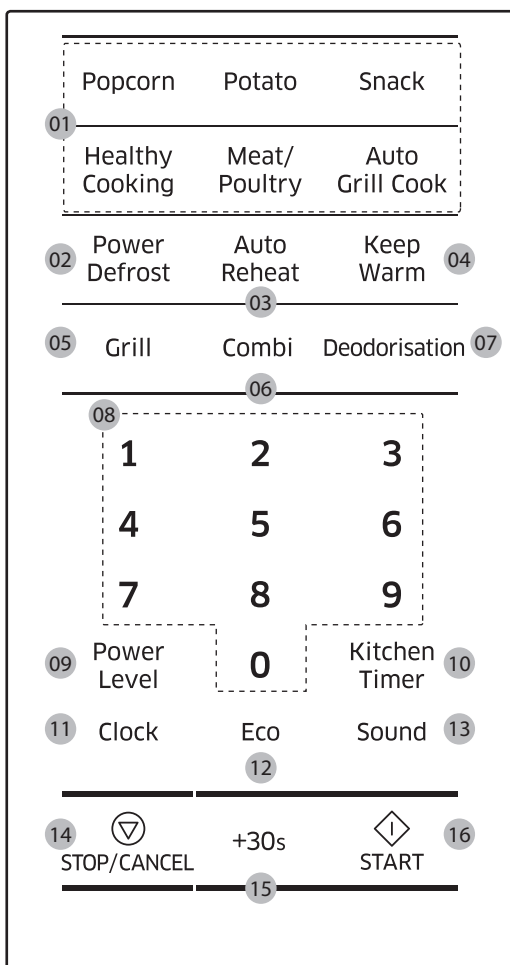 Popcorn Potato Snack
01
Healthy Meat/ Auto
Cooking Poultry Grill Cook
02 Power Auto Keep 04
Defrost Reheat Warm
03
05 Grill Combi Deodorisation 07
06
08
1 2 3
4 5 6
7 8 9
09 Power 0 Kitchen 10
Level Timer
11 Clock Eco Sound 13
12
14 +30s 16
STOP/CANCEL START
15